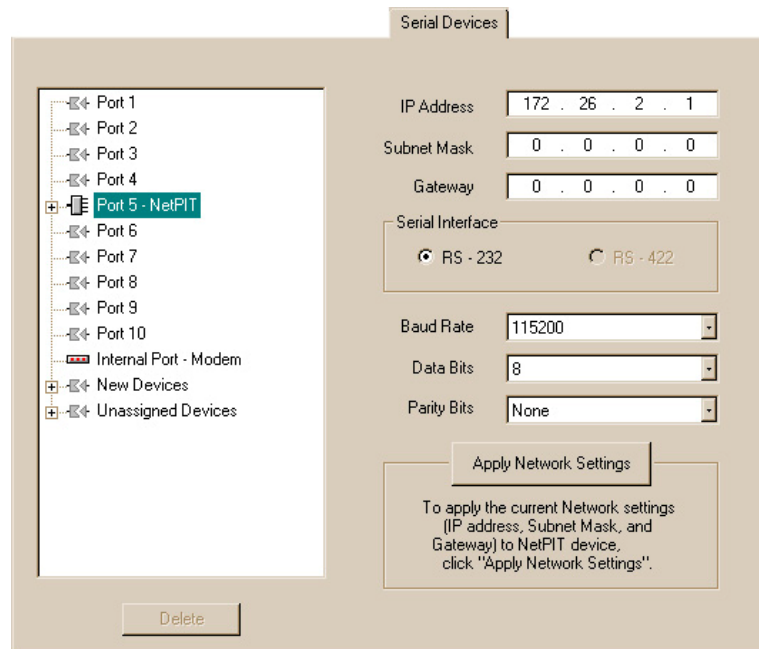 Serial Devices
Port 1
Port 2
Port 3
Port 4
Port 5 - NetPIT
Port 6
Port 7
Port 8
Port 9
Port 10
Internal Port - Modem
New Devices
Unassigned Devices
Delete
IP Address 172 . 26 . 2 . 1
Subnet Mask 0 . 0 . 0 . 0
Gateway 0 . 0 . 0 . 0
Serial Interface
RS - 232 RS - 422
Baud Rate 115200
Data Bits 8
Parity Bits None
Apply Network Settings
To apply the current Network settings
(IP address, Subnet Mask, and
Gateway) to NetPIT device,
click "Apply Network Settings".